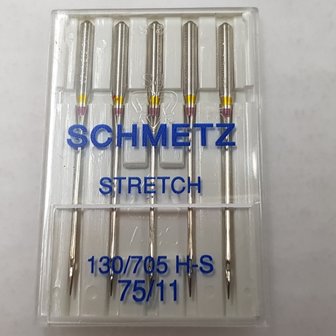 SCHMETZ
STRETCH
130/705 H-S
75/11